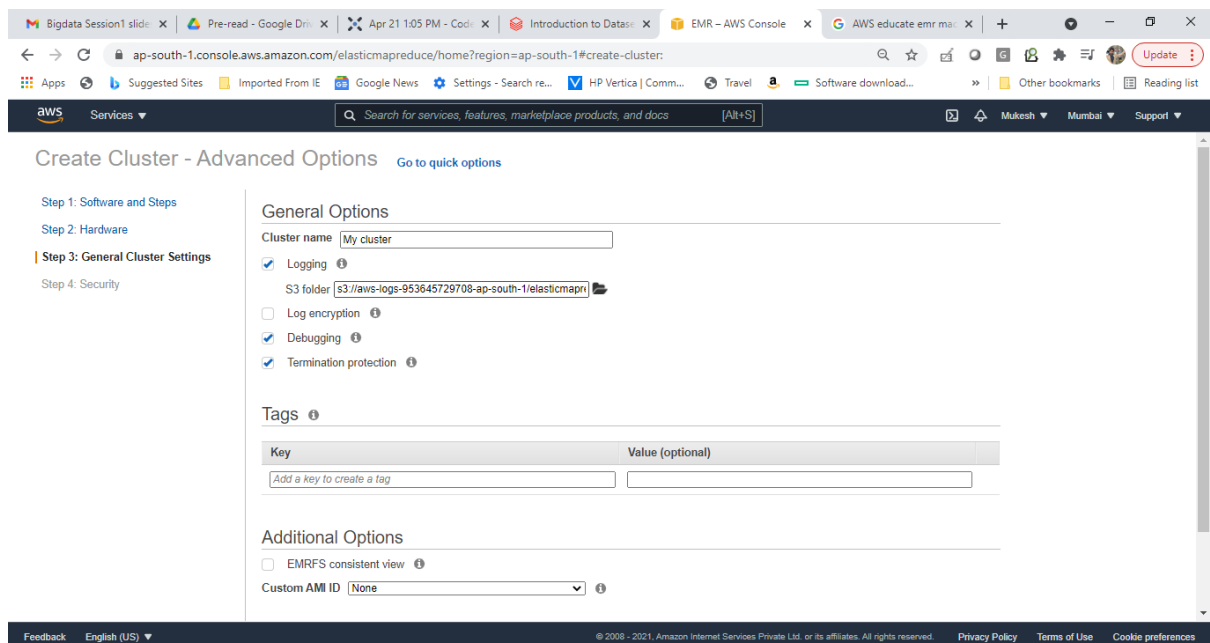 Bigdata Session1 slide
Pre-read - Google Driv
Apr 21 1:05 PM - Code
Introduction to Datase
EMR – AWS Console
AWS educate emr mac
ap-south-1.console.aws.amazon.com/elasticmapreduce/home?region=ap-south-1#create-cluster:
Update
Apps
Suggested Sites
Imported From IE
Google News
Settings - Search re...
HP Vertica | Comm...
Travel
Software download...
»
Other bookmarks
Reading list
aws
Services
Search for services, features, marketplace products, and docs
[Alt+S]
Mukesh
Mumbai
Support
Create Cluster - Advanced Options
Go to quick options
Step 1: Software and Steps
Step 2: Hardware
Step 3: General Cluster Settings
Step 4: Security
General Options
Cluster name My cluster
Logging
S3 folder s3://aws-logs-953645729708-ap-south-1/elasticmapre
Log encryption
Debugging
Termination protection
Tags
Key
Value (optional)
Add a key to create a tag
Additional Options
EMRFS consistent view
Custom AMI ID None
Feedback
English (US)
© 2008 - 2021, Amazon Internet Services Private Ltd. or its affiliates. All rights reserved.
Privacy Policy
Terms of Use
Cookie preferences